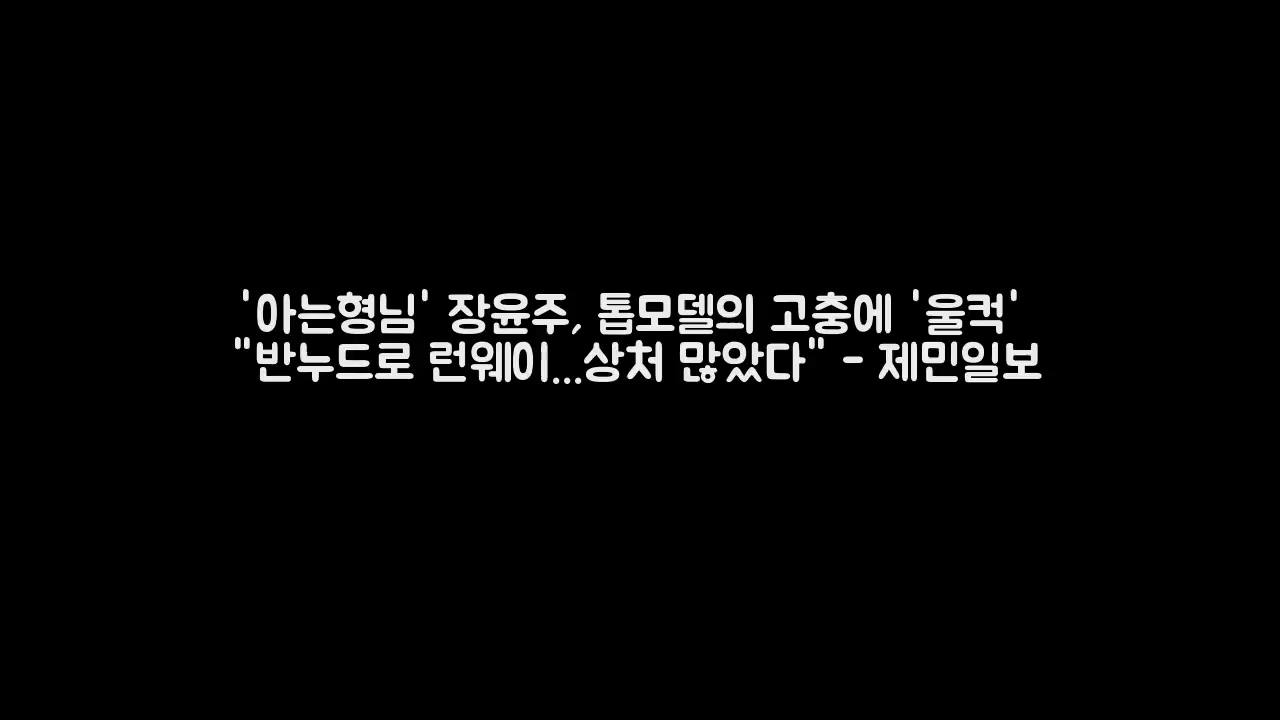 '아는형님' 장윤주, 톱모델의 고충에 '울컥'
"반누드로 런웨이...상처 많았다" - 제민일보